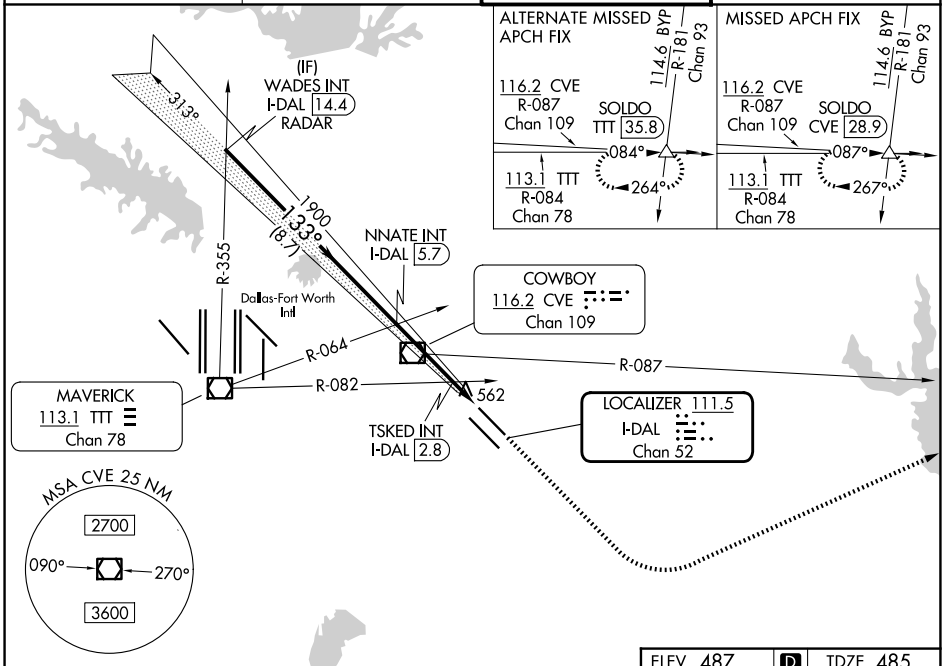 ALTERNATE MISSED
APCH FIX
116.2 CVE
R-087
Chan 109
114.6 BYP
R-181
Chan 93
SOLDO
TTT 35.8
084°
264°
113.1 TTT
R-084
Chan 78
MISSED APCH FIX
116.2 CVE
R-087
Chan 109
114.6 BYP
R-181
Chan 93
SOLDO
CVE 28.9
087°
267°
113.1 TTT
R-084
Chan 78
(IF)
WADES INT
I-DAL 14.4
RADAR
313°
1900
133°
(8.7)
NNATE INT
I-DAL 5.7
R-355
Dallas-Fort Worth
Intl
COWBOY
116.2 CVE
Chan 109
R-064
R-087
R-082
MAVERICK
113.1 TTT
Chan 78
562
TSKED INT
I-DAL 2.8
LOCALIZER 111.5
I-DAL
Chan 52
MSA CVE 25 NM
2700
090°
270°
3600
ELEV 487
D
TDZE 485